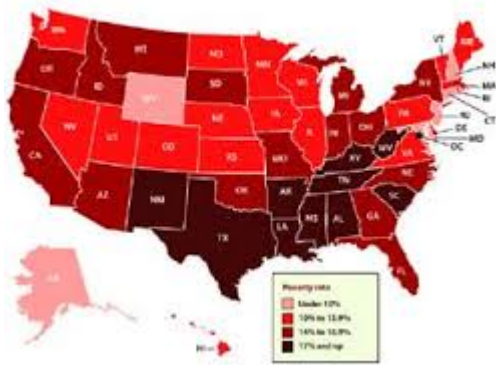 WA
MT
ND
MN
VT
ME
NH
OR
ID
WY
SD
WI
MI
NY
MA
RI
CT
NV
UT
CO
NE
IA
IL
IN
OH
PA
NJ
DE
MD
DC
CA
KS
MO
KY
WV
VA
AZ
NM
OK
AR
TN
NC
SC
TX
LA
MS
AL
GA
FL
AK
HI
Poverty rate
Under 10%
10% to 13.9%
14% to 16.9%
17% and up